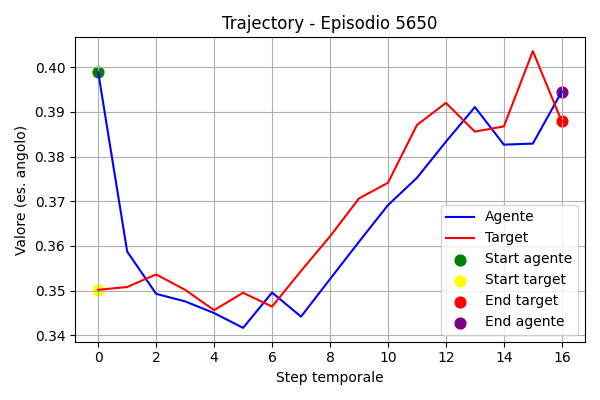 Trajectory - Episodio 5650
Valore (es. angolo)
0.40
0.39
0.38
0.37
0.36
0.35
0.34
0 2 4 6 8 10 12 14 16
Step temporale
Agente
Target
Start agente
Start target
End target
End agente